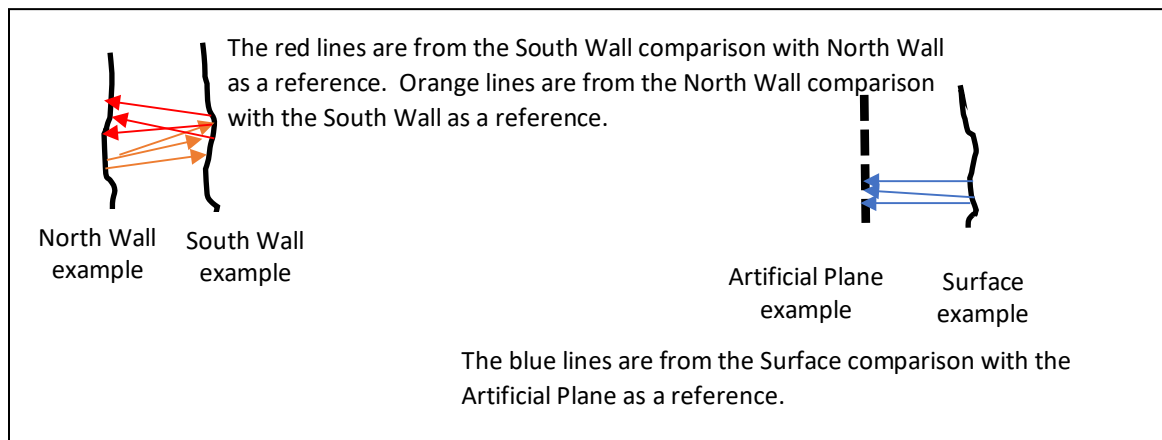 The red lines are from the South Wall comparison with North Wall
as a reference.  Orange lines are from the North Wall comparison
with the South Wall as a reference.
North Wall
example
South Wall
example
Artificial Plane
example
Surface
example
The blue lines are from the Surface comparison with the
Artificial Plane as a reference.